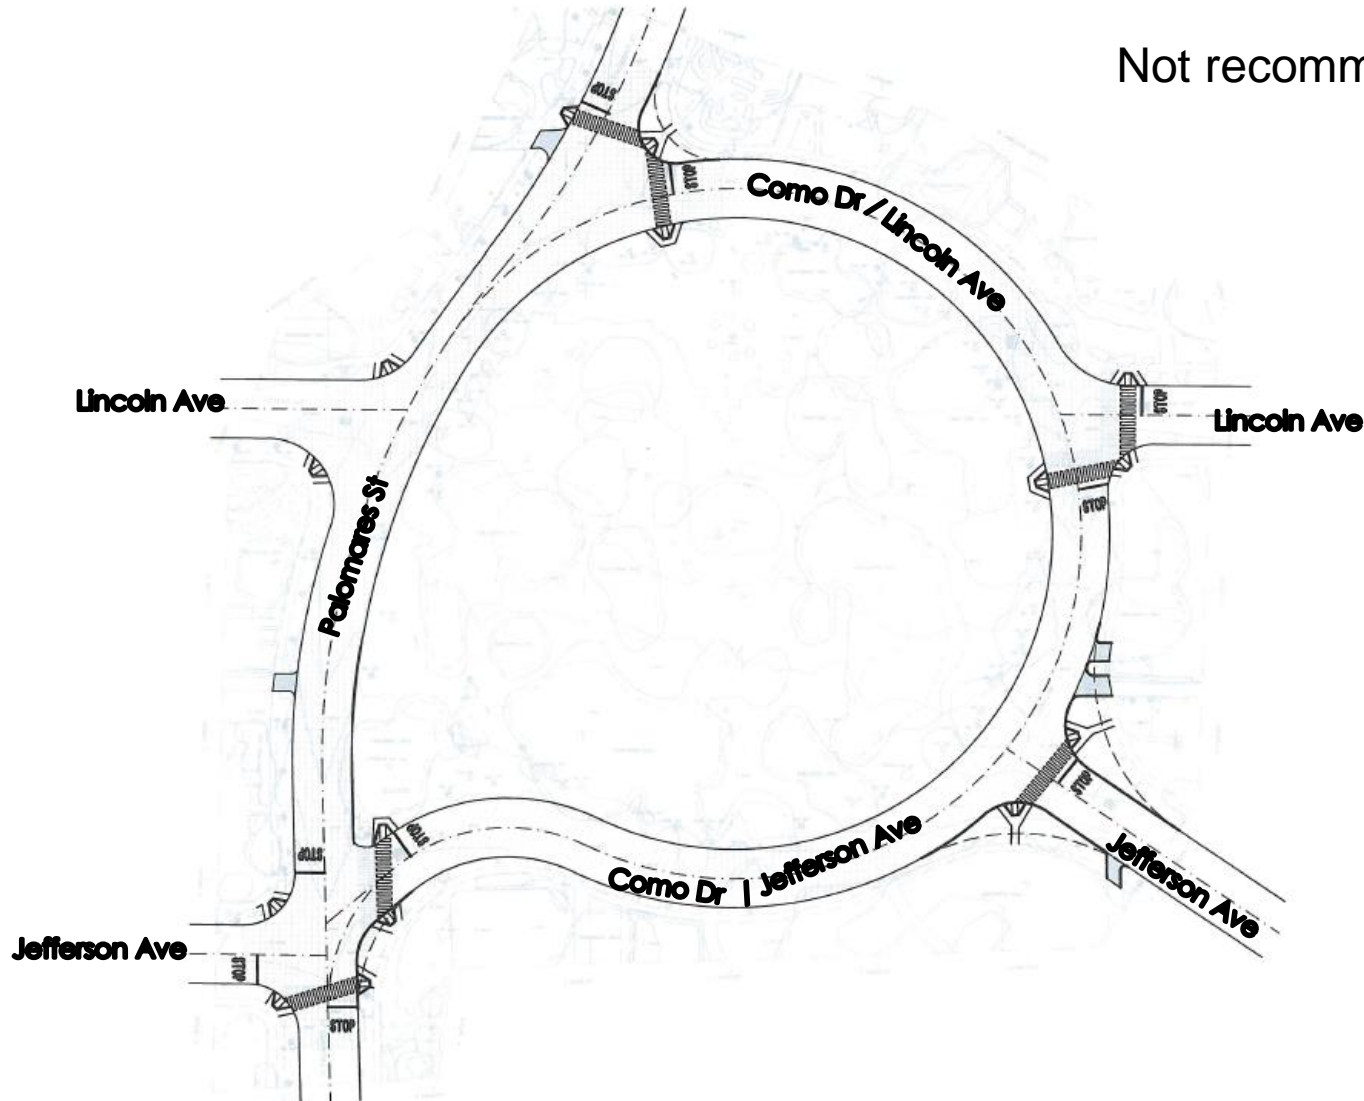 Not recomm
STOP
STOP
Como Dr / Lincoln Ave
Lincoln Ave
STOP
Lincoln Ave
STOP
Palomares St
STOP
STOP
STOP
Jefferson Ave
Como Dr | Jefferson Ave
Jefferson Ave
STOP
STOP